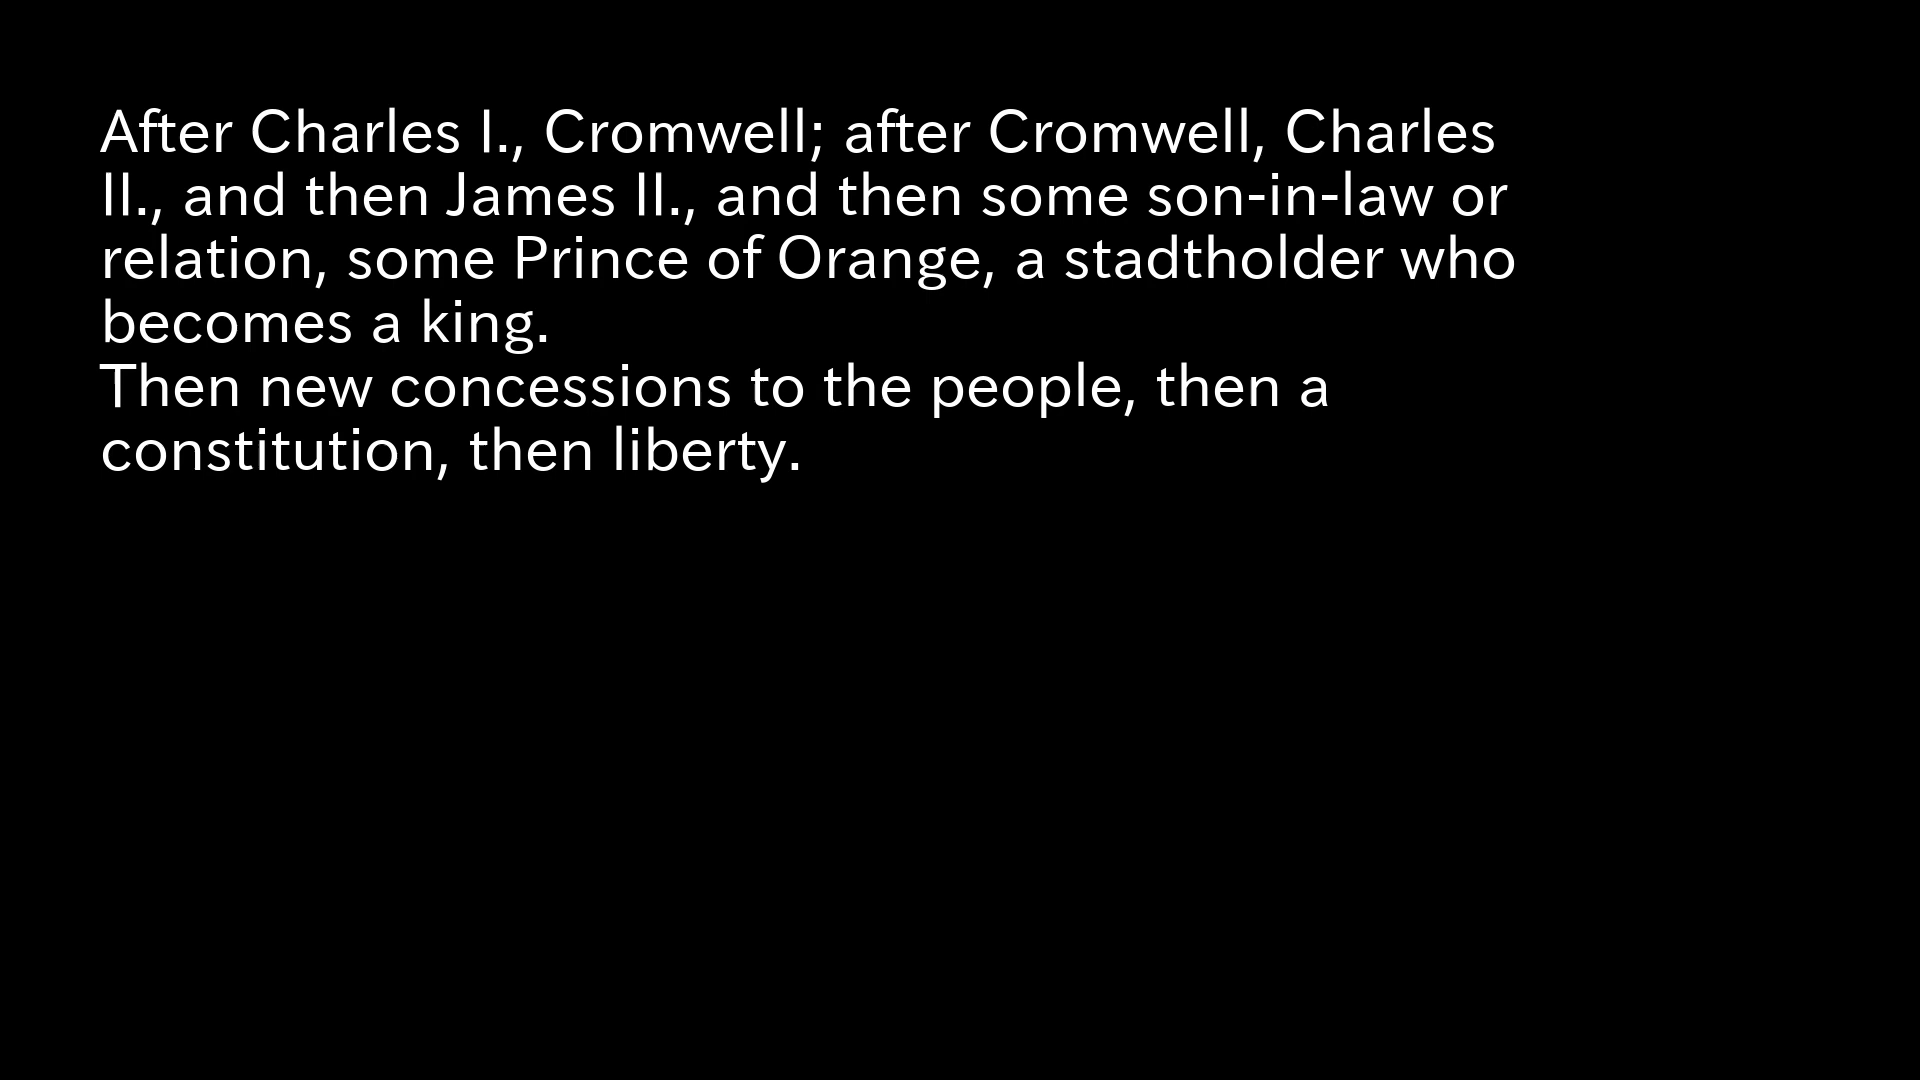 After Charles I., Cromwell; after Cromwell, Charles
II., and then James II., and then some son-in-law or
relation, some Prince of Orange, a stadtholder who
becomes a king.
Then new concessions to the people, then a
constitution, then liberty.